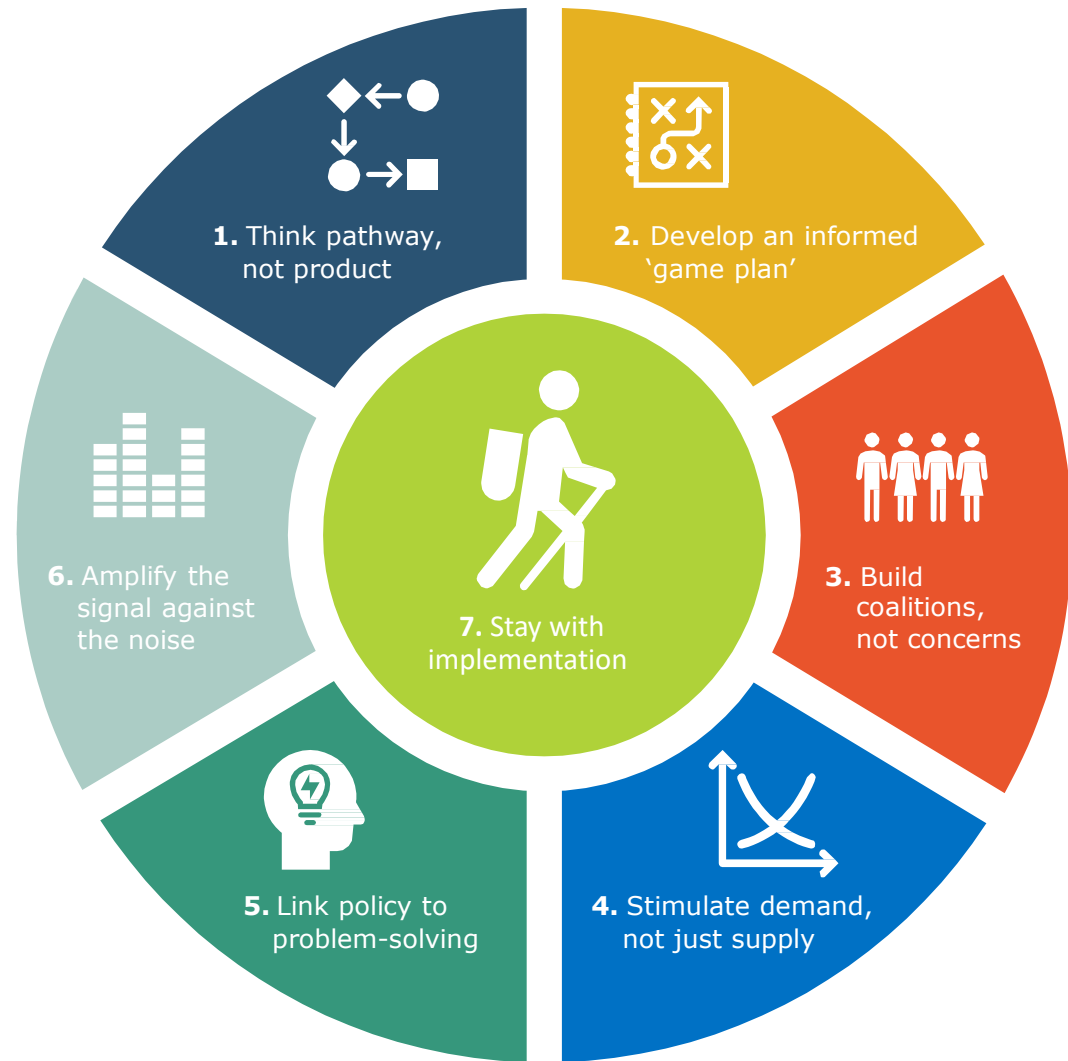 1. Think pathway,
not product
2. Develop an informed
‘game plan’
3. Build
coalitions,
not concerns
4. Stimulate demand,
not just supply
5. Link policy to
problem-solving
6. Amplify the
signal against
the noise
7. Stay with
implementation